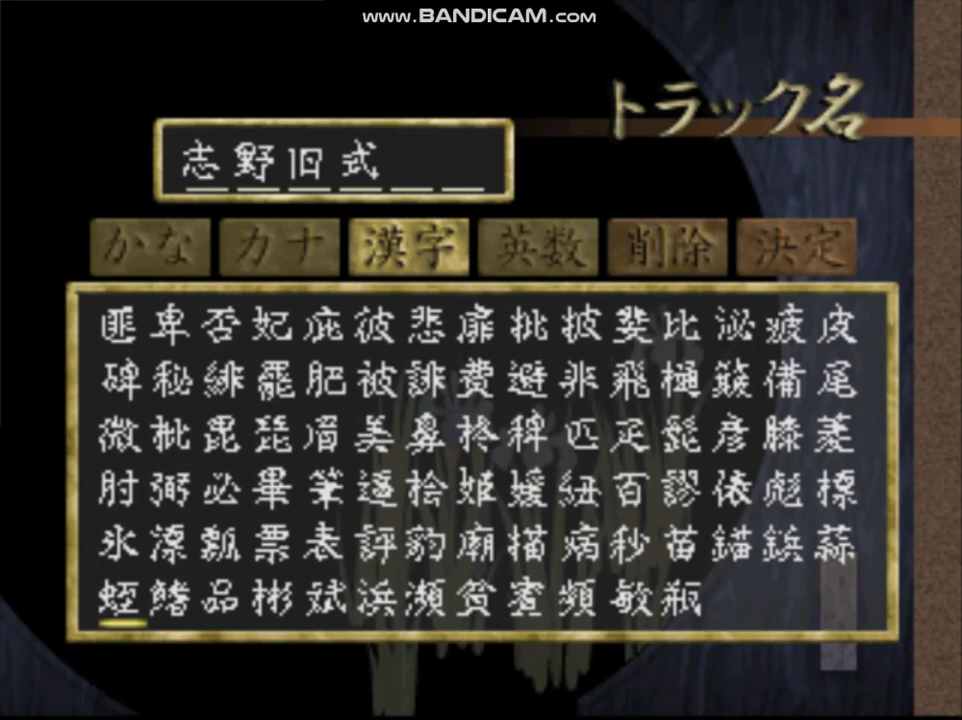 www.BANDICAM.com
トラック名
志野旧式
かな カナ 漢字 英数 削除 決定
匪卑否妃庇彼悲扉批披斐比泌疲皮
碑秘緋罷肥被誹費避非飛樋簸備尾
微枇毘琵眉美鼻柊稗匹疋髭彦膝菱
肘弼必畢筆逼桧姫媛紐百謬俵彪標
氷漂瓢票表評豹廟描病秒苗錨鋲蒜
蛭鰭品彬斌浜瀕貧賓頻敏瓶